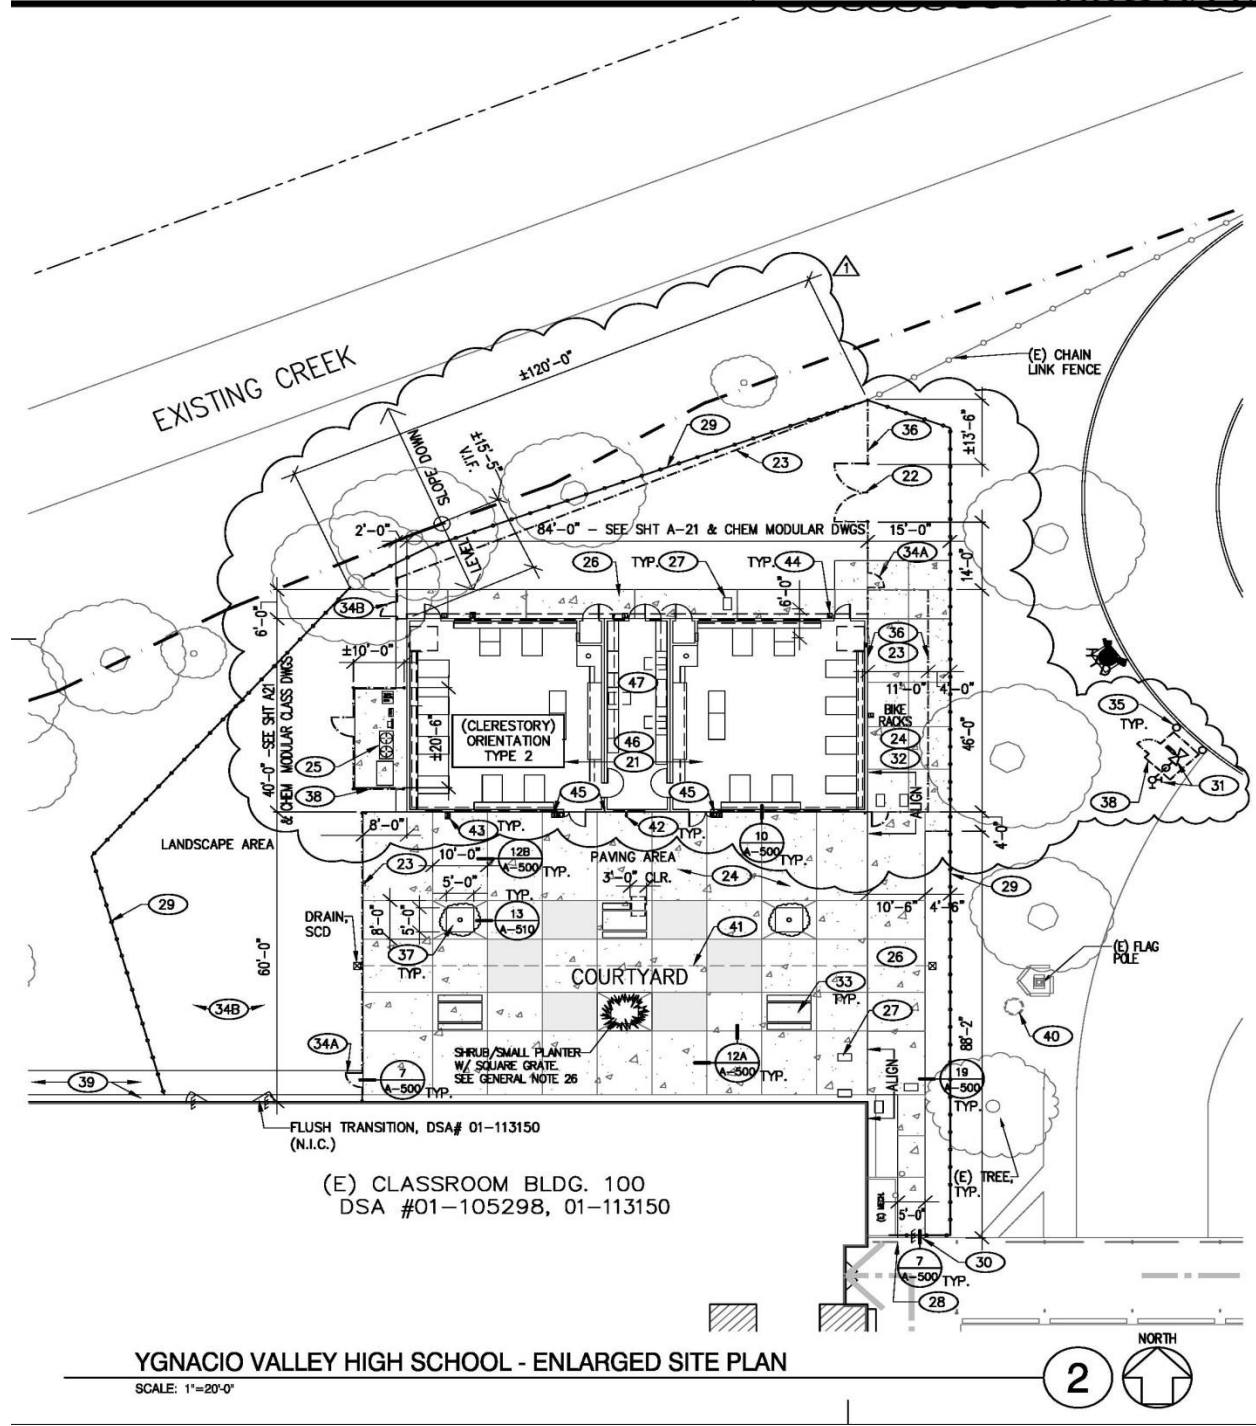 1
EXISTING CREEK
±120'-0"
(E) CHAIN
LINK FENCE
SLOPE DOWN
LEVEL
±15'-5"
V.I.F.
29
23
36
22
±13'-6"
2'-0"
84'-0" - SEE SHT A-21 & CHEM MODULAR DWGS
15'-0"
34A
14'-0"
26
TYP. 27
TYP. 44
6'-0"
34B
6'-0"
±10'-0"
40'-0" -SEE SHT A21
& CHEM MODULAR CLASS DWGS
±20'-6"
(CLERESTORY)
ORIENTATION
TYPE 2
47
46
21
36
23
11'-0"
4'-0"
BIKE
RACKS
24
32
46'-0"
35
TYP.
25
38
38
31
45
45
ALIGN
8'-0"
43 TYP.
42 TYP.
10
A-500 TYP.
4'-0"
LANDSCAPE AREA
23
10'-0"
12B
A-500
TYP.
PAVING AREA
24
3'-0" CLR.
29
5'-0"
TYP.
29
10'-6"
4'-6"
DRAIN,
SCD
8'-0"
5'-0"
13
A-510
41
37
TYP.
26
(E) FLAG
POLE
60'-0"
COURTYARD
33
TYP.
34B
27
40
88'-2"
34A
SHRUB/SMALL PLANTER
W/ SQUARE GRATE.
SEE GENERAL NOTE 26
12A
A-500 TYP.
ALIGN
39
7
A-500 TYP.
19
A-500
TYP.
FLUSH TRANSITION, DSA# 01-113150
(N.I.C.)
(E) CLASSROOM BLDG. 100
DSA #01-105298, 01-113150
(E) TREE,
TYP.
(E) MECH.
5'-0"
30
7
A-500 TYP.
28
NORTH
YGNACIO VALLEY HIGH SCHOOL - ENLARGED SITE PLAN
2
SCALE: 1"=20'-0"